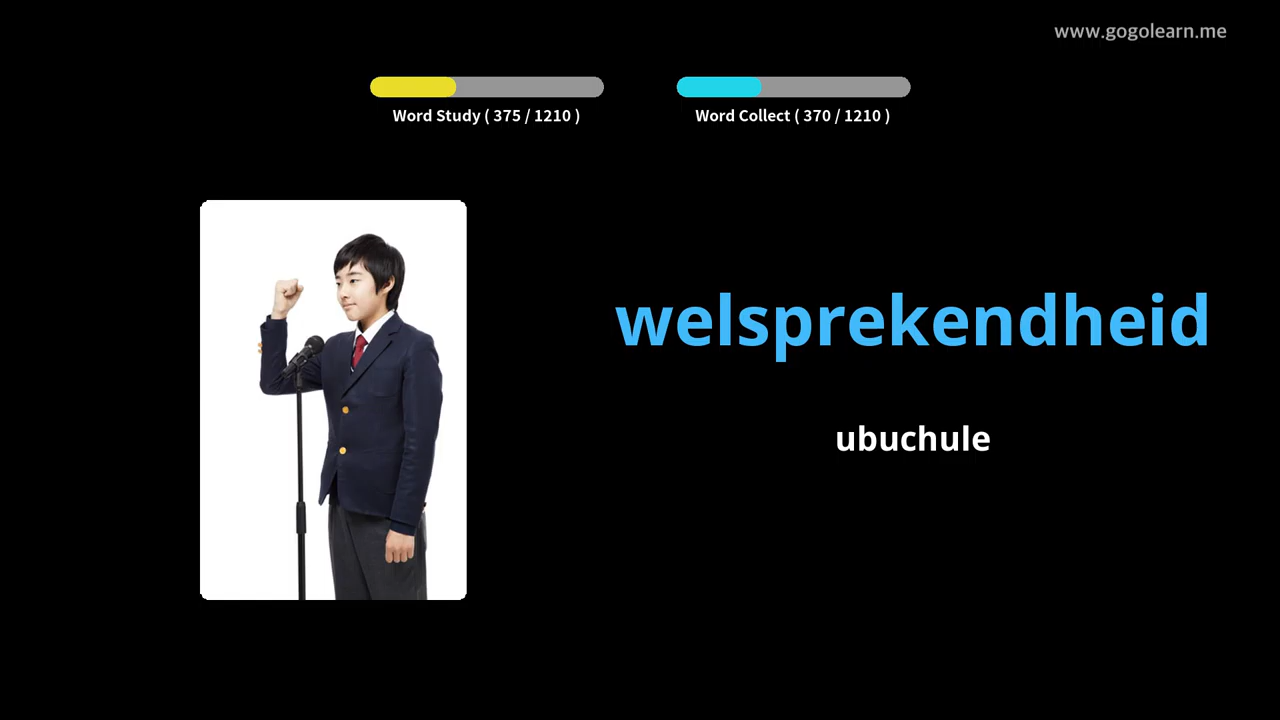 www.gogolearn.me
Word Study ( 375 / 1210 )
Word Collect ( 370 / 1210 )
welsprekendheid
ubuchule